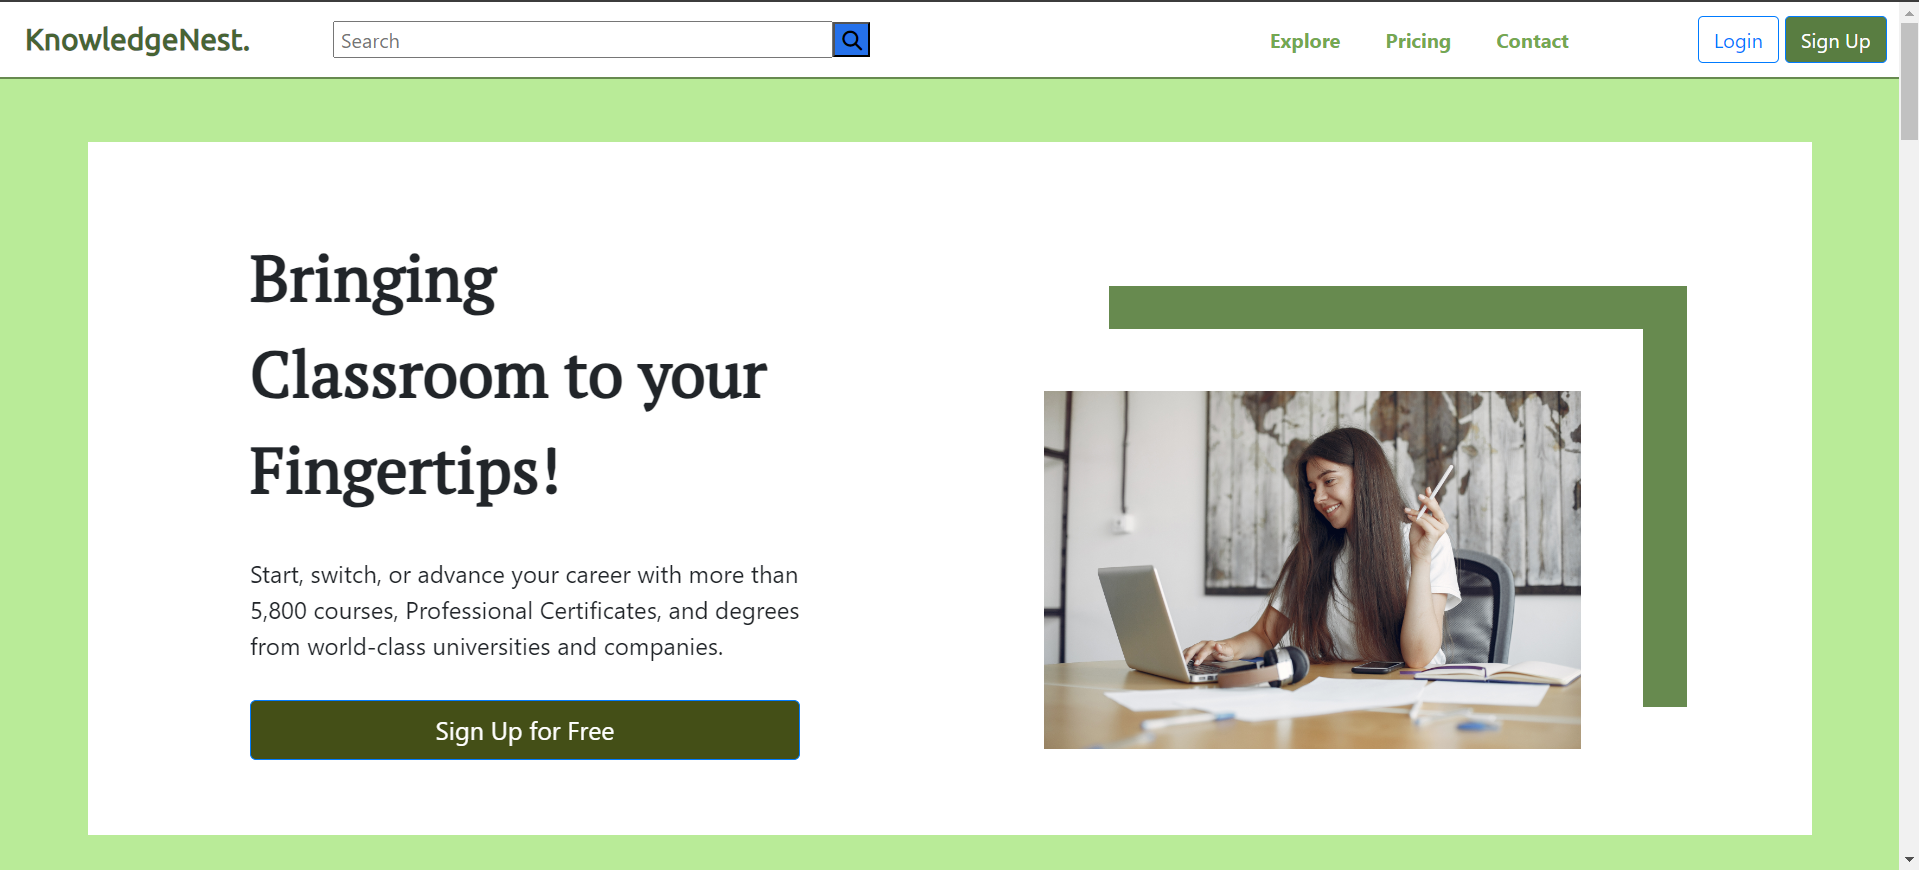 KnowledgeNest.
Search
Explore
Pricing
Contact
Login
Sign Up
Bringing
Classroom to your
Fingertips!
Start, switch, or advance your career with more than
5,800 courses, Professional Certificates, and degrees
from world-class universities and companies.
Sign Up for Free